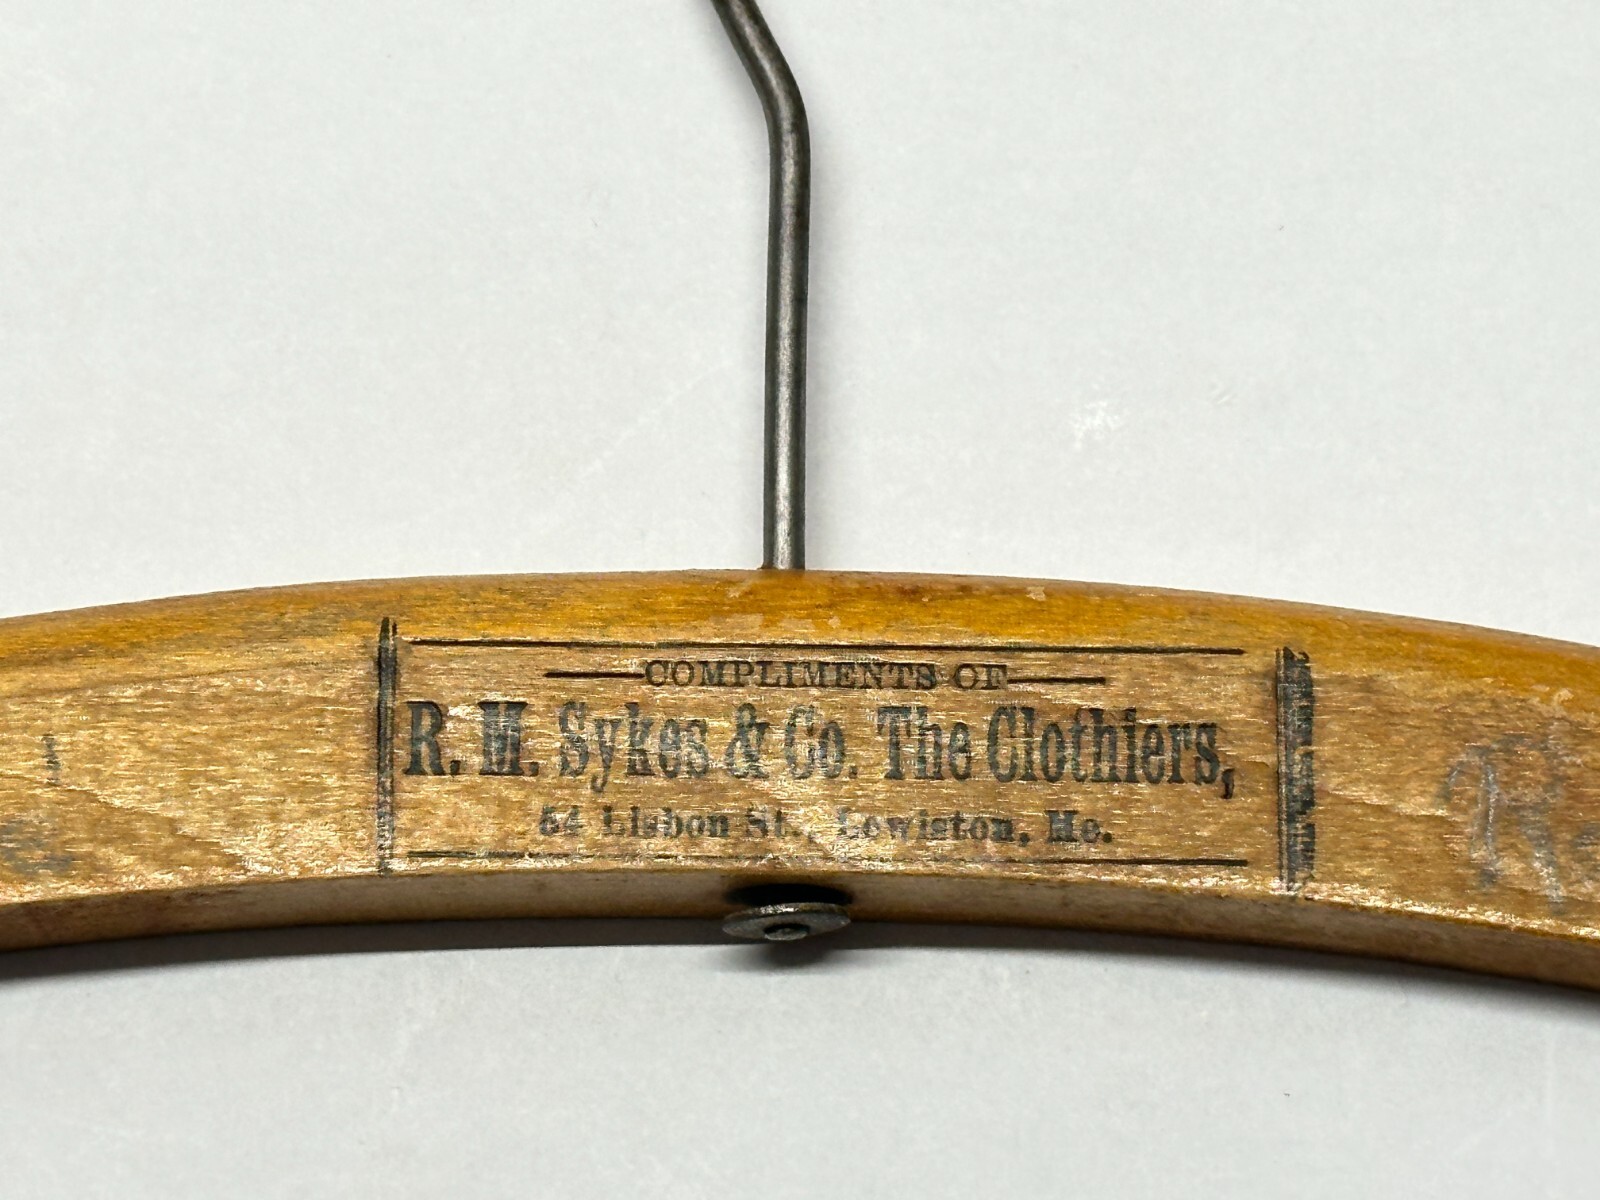 COMPLIMENTS OF
R. M. Sykes & Co. The Clothiers,
54 Lisbon St., Lewiston, Me.